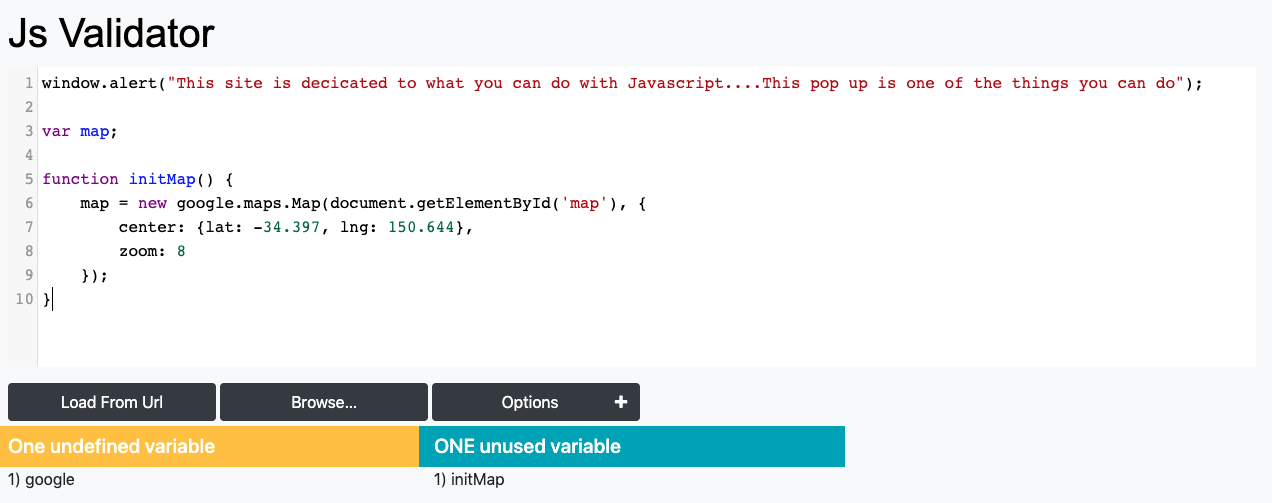 Js Validator
1 window.alert("This site is decicated to what you can do with Javascript....This pop up is one of the things you can do");
2
3 var map;
4
5 function initMap() {
6     map = new google.maps.Map(document.getElementById('map'), {
7         center: {lat: -34.397, lng: 150.644},
8         zoom: 8
9     });
10 }
Load From Url Browse... Options +
One undefined variable ONE unused variable
1) google 1) initMap